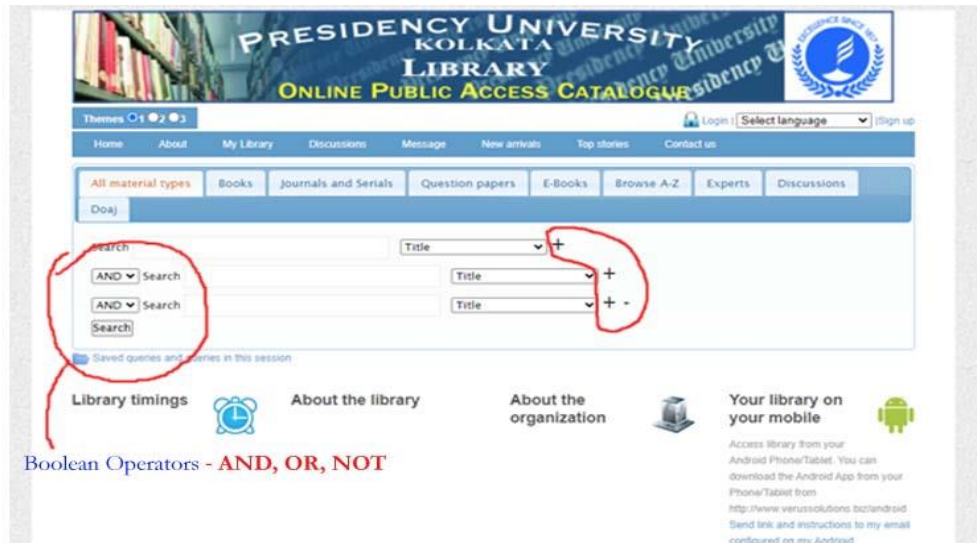 PRESIDENCY UNIVERSITY
KOLKATA
LIBRARY
ONLINE PUBLIC ACCESS CATALOGUE
Themes 1 2 3
Login | Select language |Sign up
Home About My Library Discussions Message New arrivals Top stories Contact us
All material types Books Journals and Serials Question papers E-Books Browse A-Z Experts Discussions
Doaj
Search Title +
AND Search Title +
AND Search Title + -
Search
Saved queries and queries in this session
Library timings About the library About the organization Your library on your mobile
Access library from your
Android Phone/Tablet. You can
download the Android App from your
Phone/Tablet from
http://www.verussolutions.biz/android
Send link and instructions to my email
configured on my Android
Boolean Operators - AND, OR, NOT